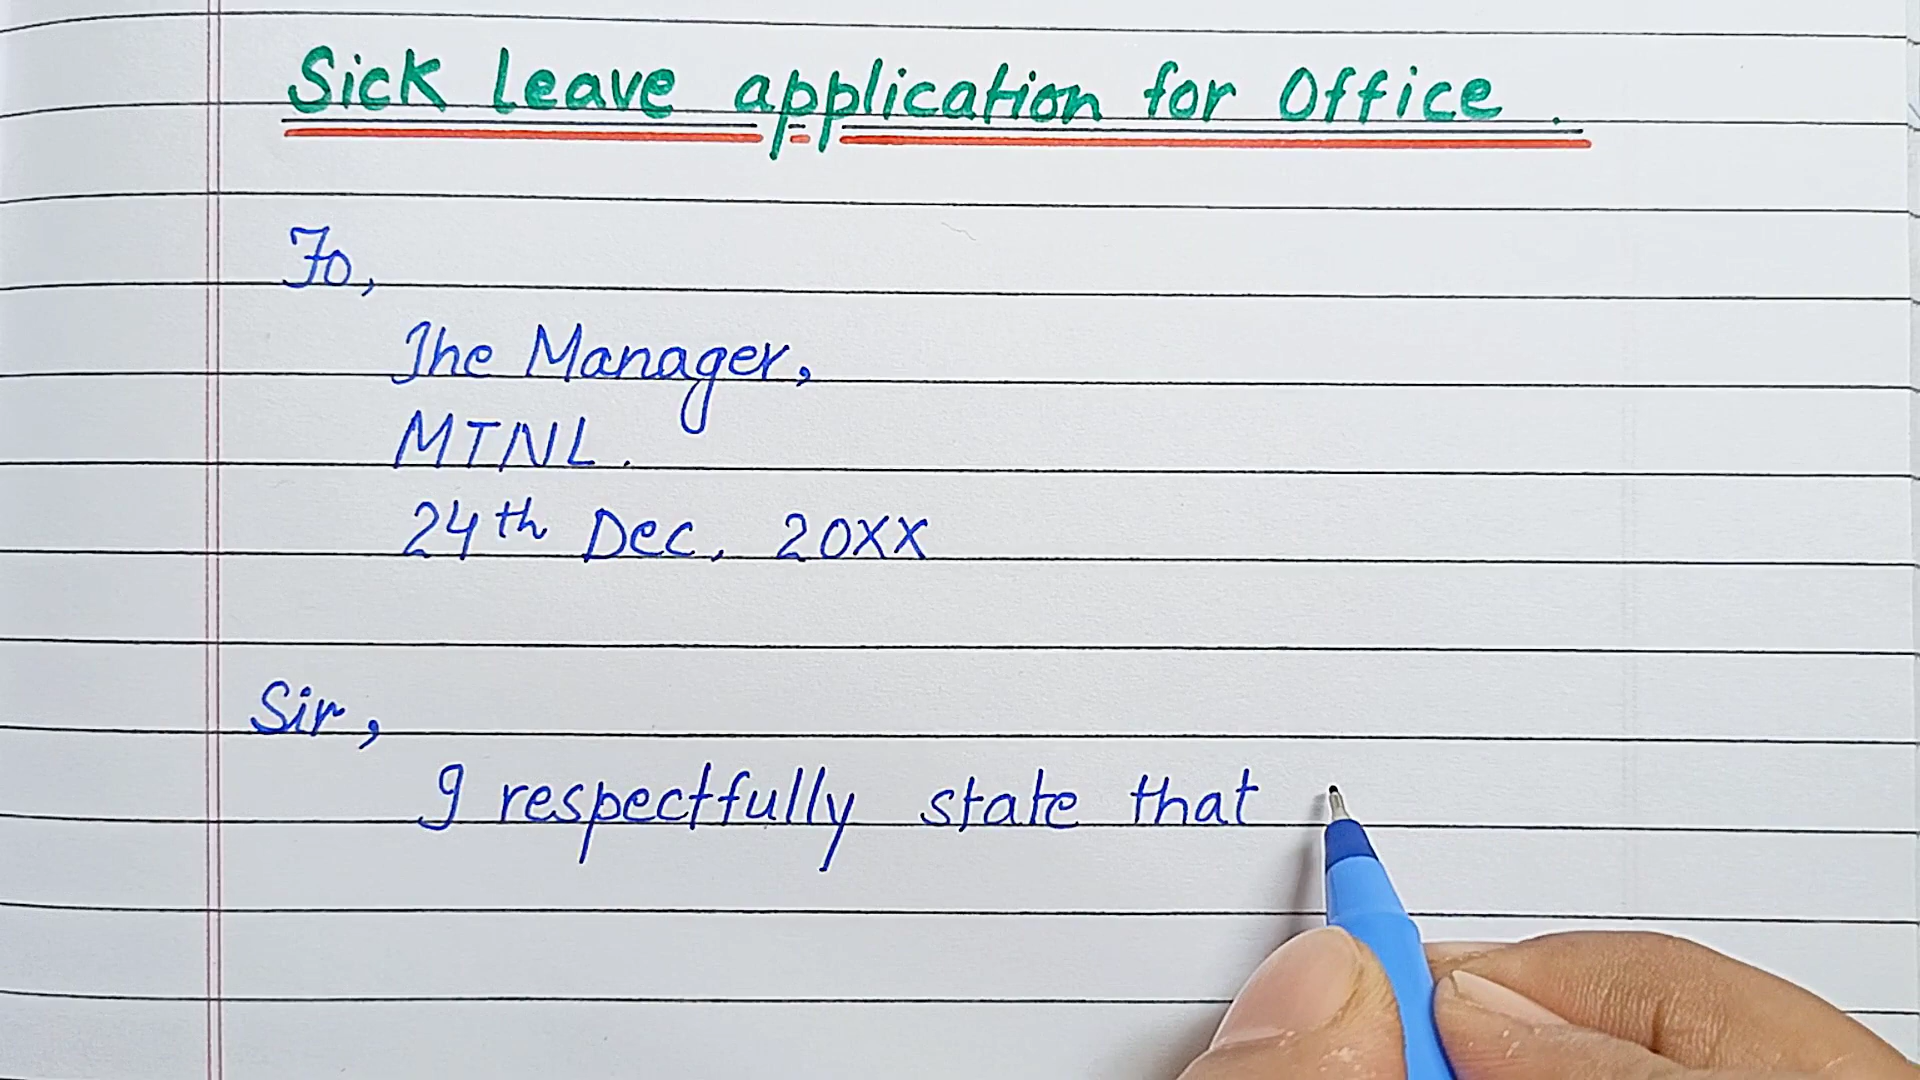 Sick Leave application for Office.
To,
The Manager,
MTNL.
24th Dec, 20XX
Sir,
I respectfully state that